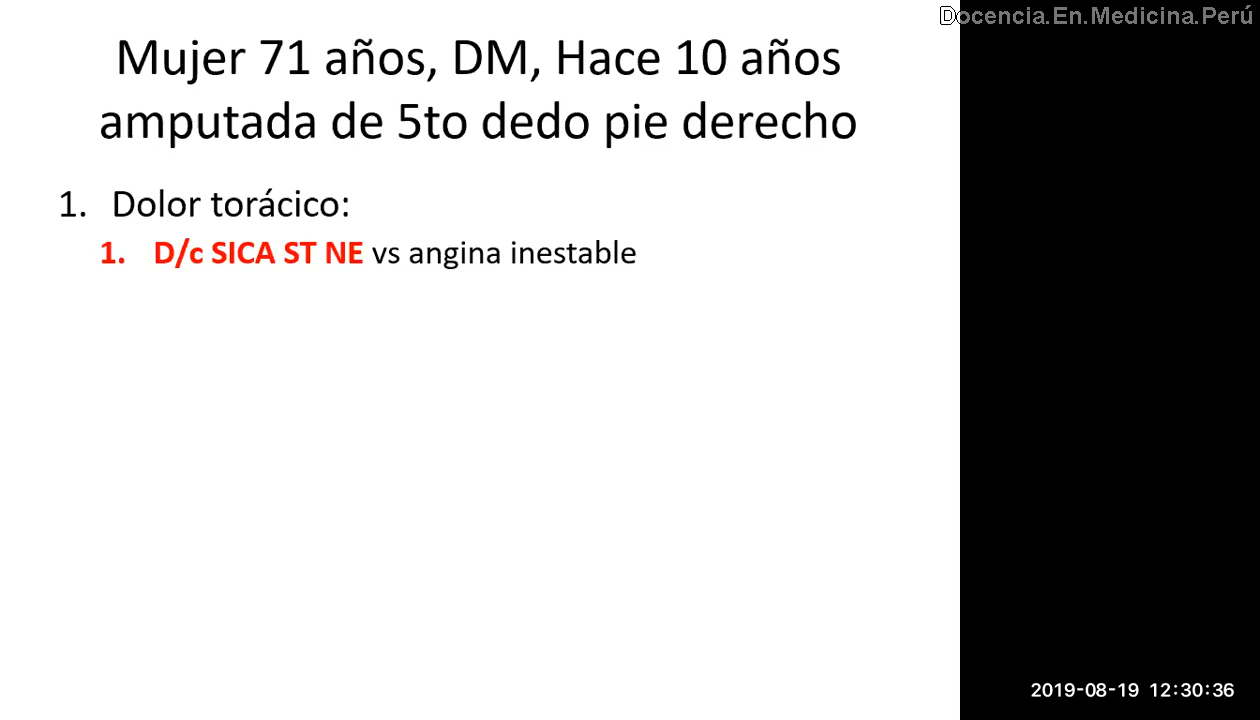 Docencia.En.Medicina.Perú
Mujer 71 años, DM, Hace 10 años
amputada de 5to dedo pie derecho
1. Dolor torácico:
1. D/c SICA ST NE vs angina inestable
2019-08-19 12:30:36